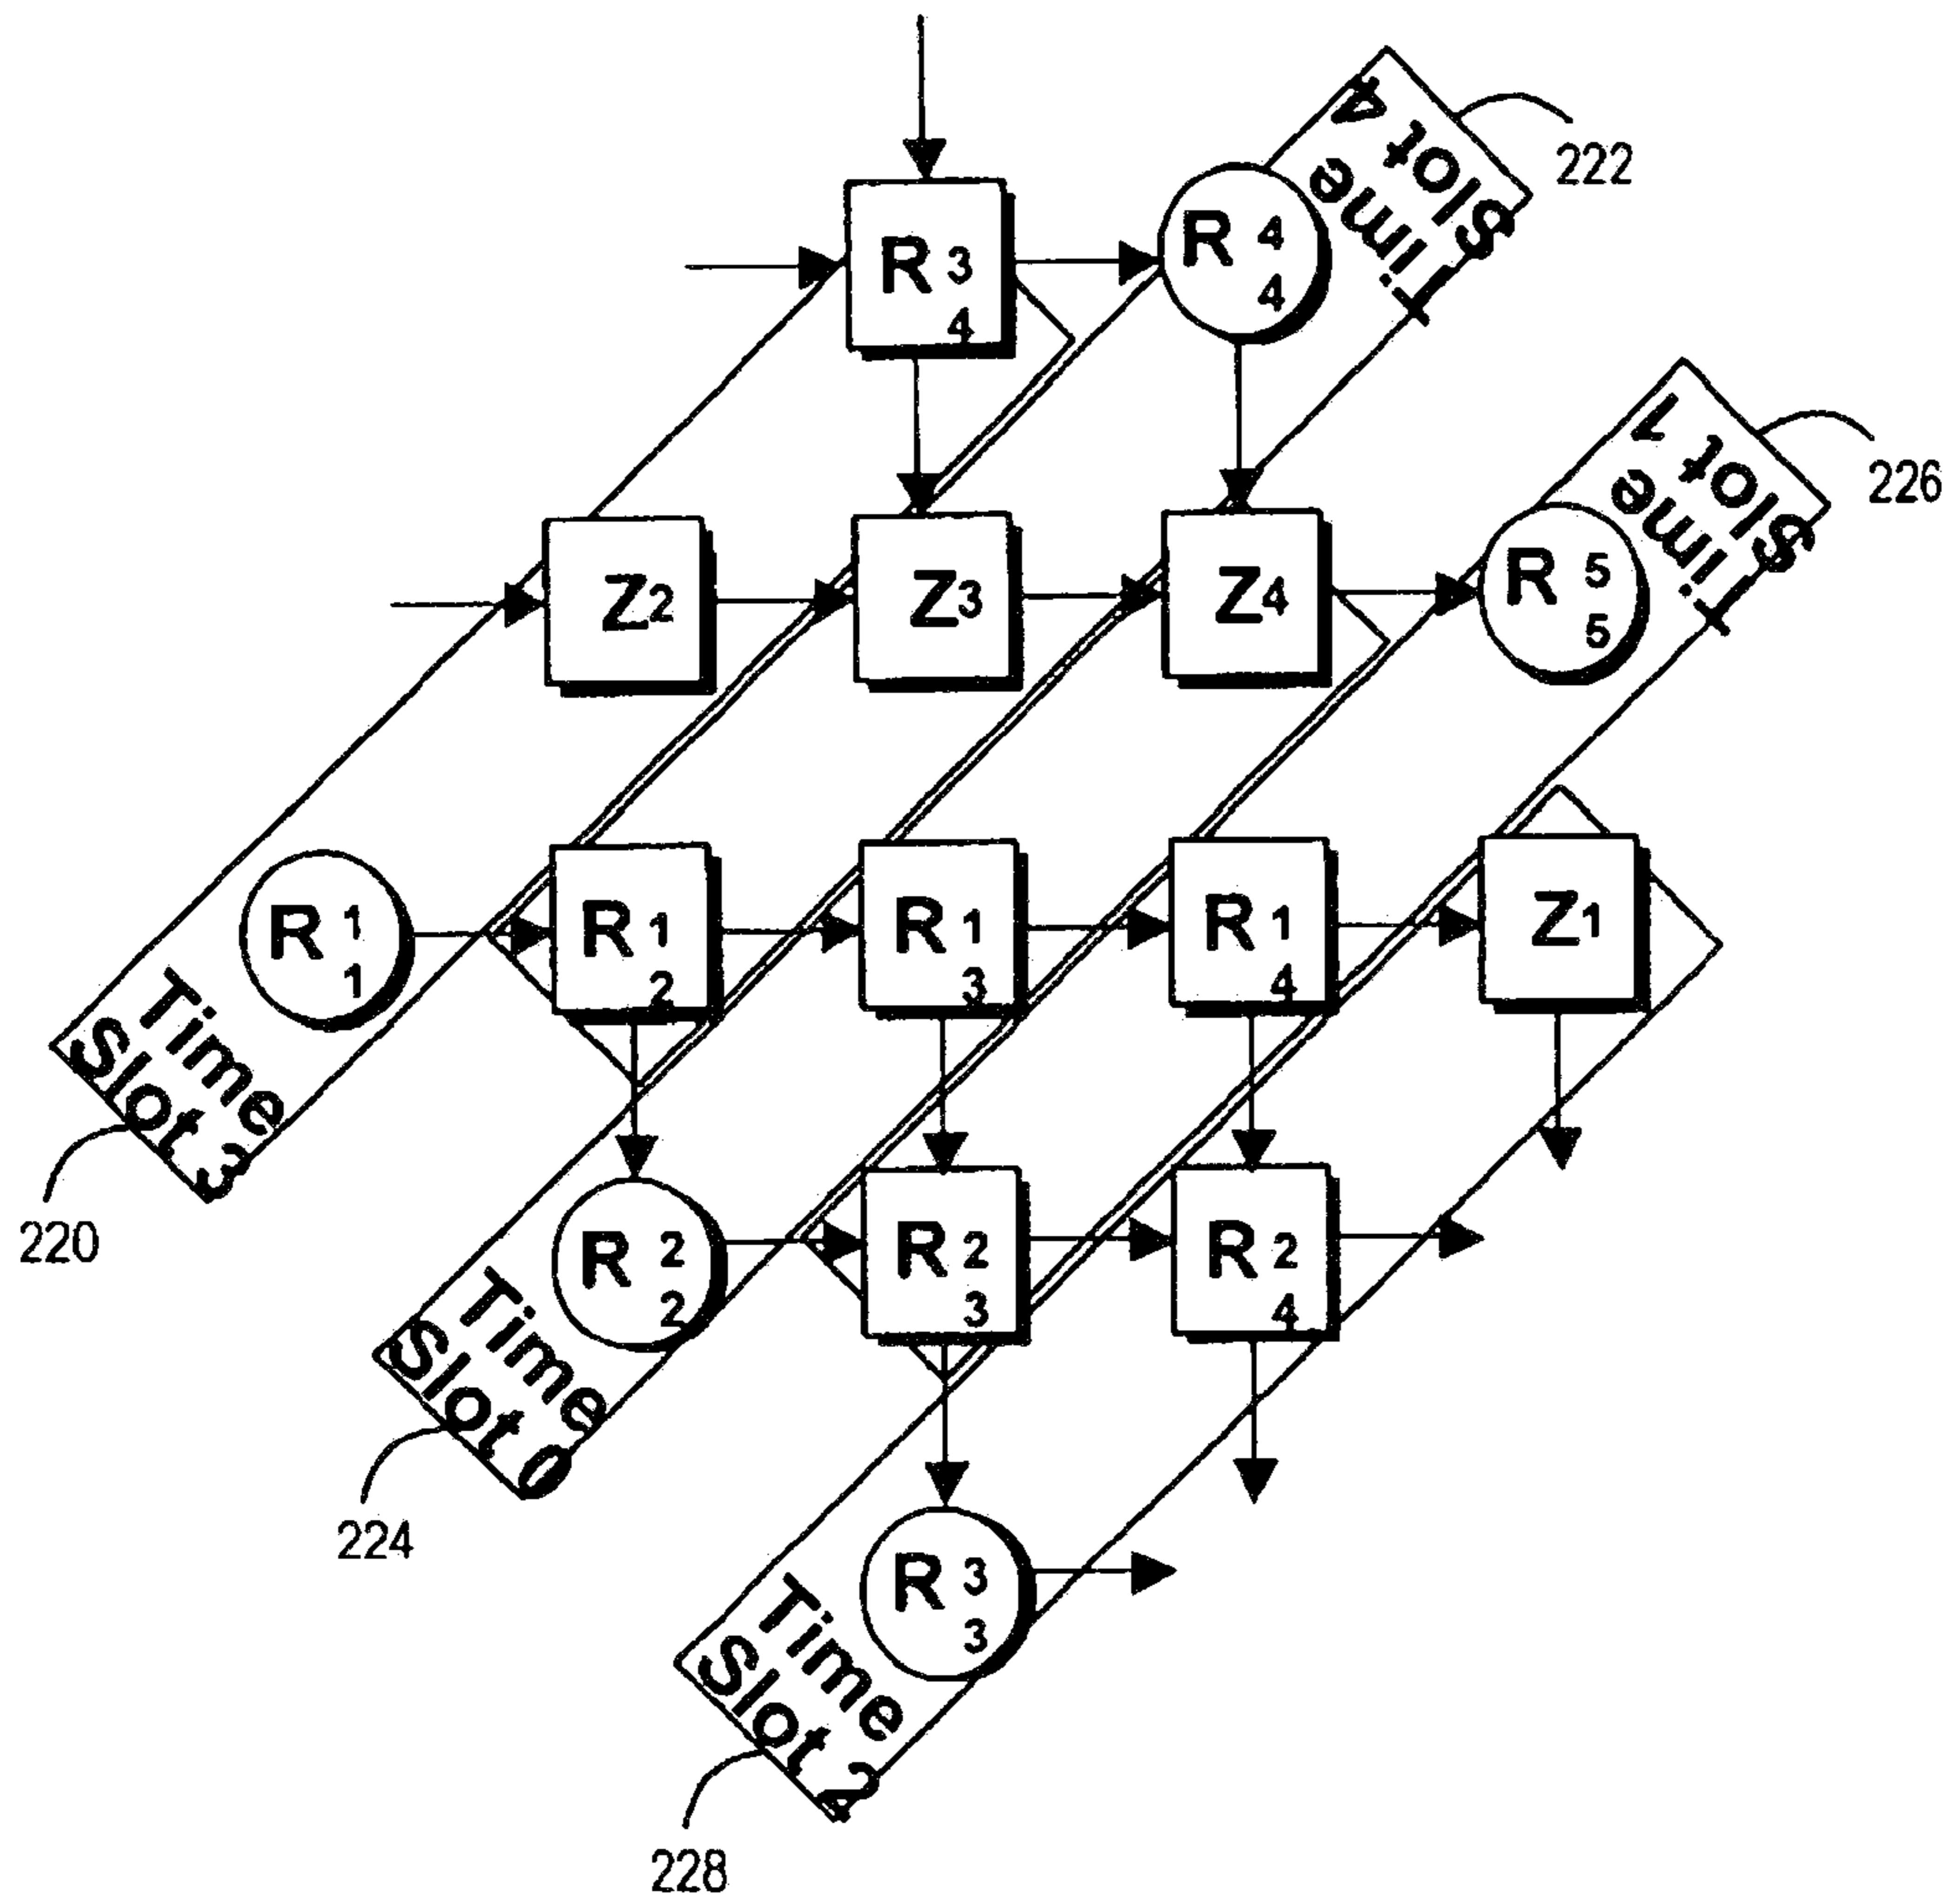 222
Time
Slot 4
R 3 4
R 4 4
226
Time
Slot 1
Z2
Z3
Z4
R 5 5
R 1 1
R 1 2
R 1 3
R 1 4
Z1
Time
Slot 3
220
R 2 2
R 2 3
R 2 4
Time
Slot 0
224
R 3 3
Time
Slot 2
228